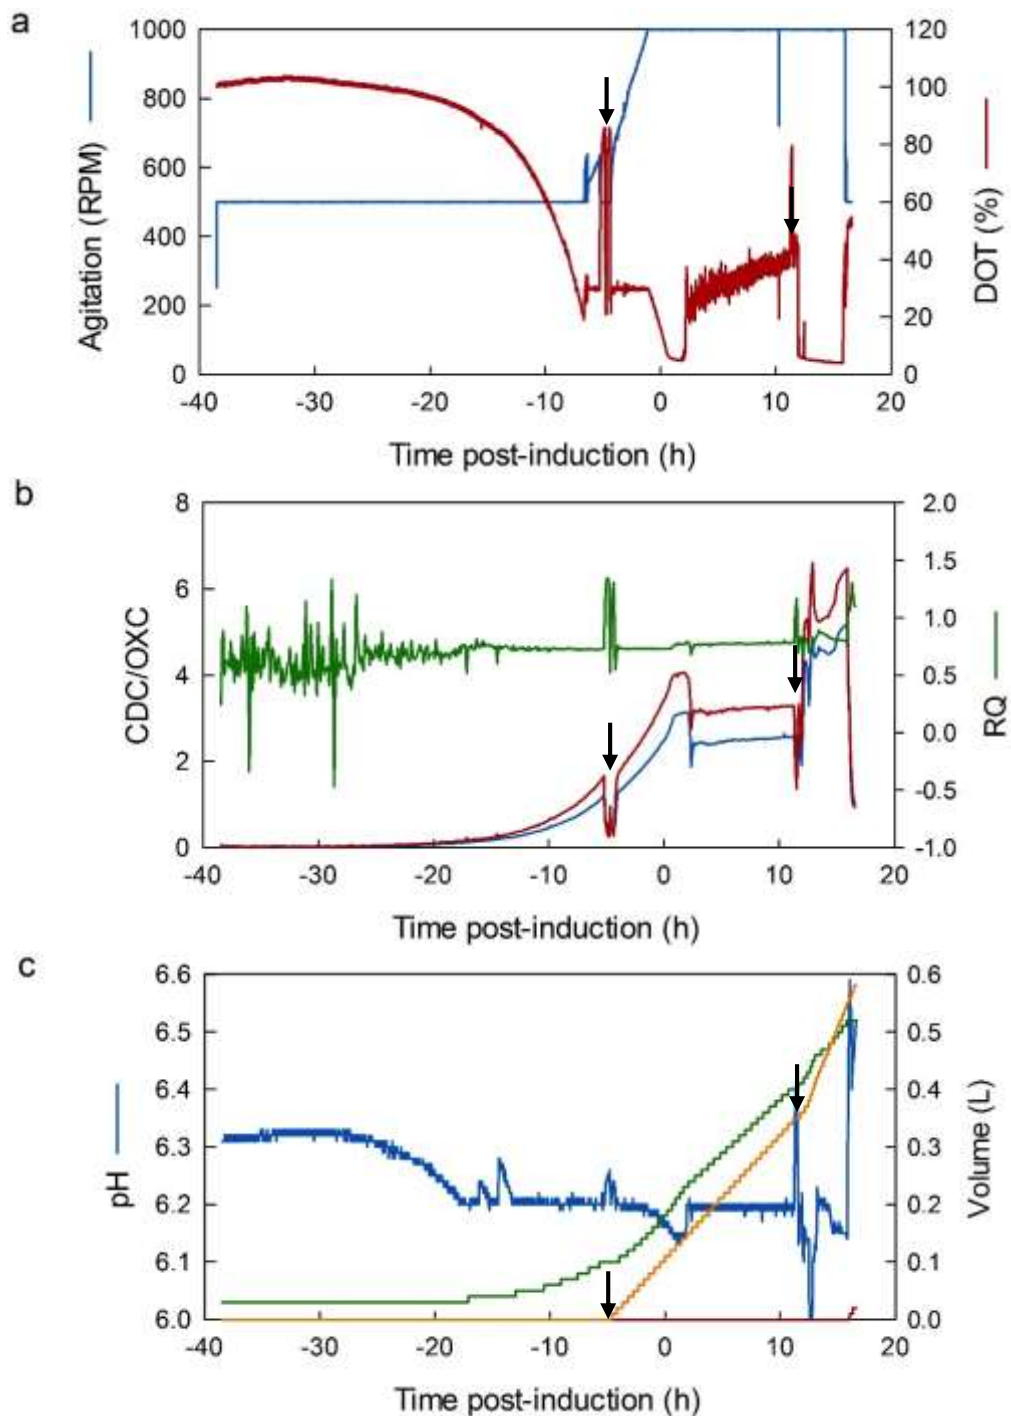 a
Agitation (RPM)
1000
800
600
400
200
0
120
100
80
60
40
20
0
DOT (%)
-40 -30 -20 -10 0 10 20
Time post-induction (h)
b
CDC/OXC
8
6
4
2
0
2.0
1.5
1.0
0.5
0.0
-0.5
-1.0
RQ
-40 -30 -20 -10 0 10 20
Time post-induction (h)
c
pH
6.6
6.5
6.4
6.3
6.2
6.1
6.0
0.6
0.5
0.4
0.3
0.2
0.1
0.0
Volume (L)
-40 -30 -20 -10 0 10 20
Time post-induction (h)